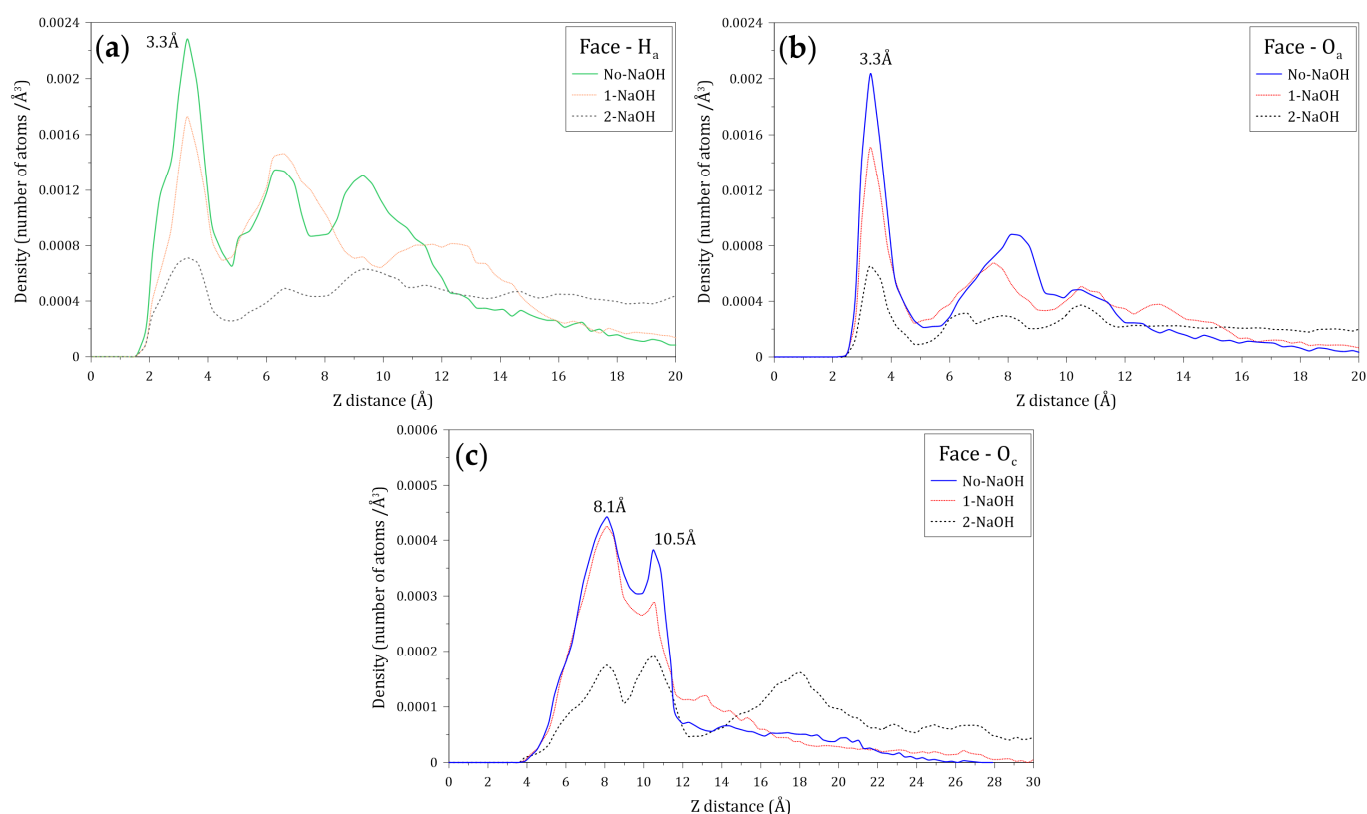 (a)
3.3Å
Face - Hₐ
No-NaOH
1-NaOH
2-NaOH
Density (number of atoms /Å³)
0.0024
0.002
0.0016
0.0012
0.0008
0.0004
0
0 2 4 6 8 10 12 14 16 18 20
Z distance (Å)
(b)
3.3Å
Face - Oₐ
No-NaOH
1-NaOH
2-NaOH
Density (number of atoms /Å³)
0.0024
0.002
0.0016
0.0012
0.0008
0.0004
0
0 2 4 6 8 10 12 14 16 18 20
Z distance (Å)
(c)
8.1Å
10.5Å
Face - O꜀
No-NaOH
1-NaOH
2-NaOH
Density (number of atoms /Å³)
0.0006
0.0005
0.0004
0.0003
0.0002
0.0001
0
0 2 4 6 8 10 12 14 16 18 20 22 24 26 28 30
Z distance (Å)